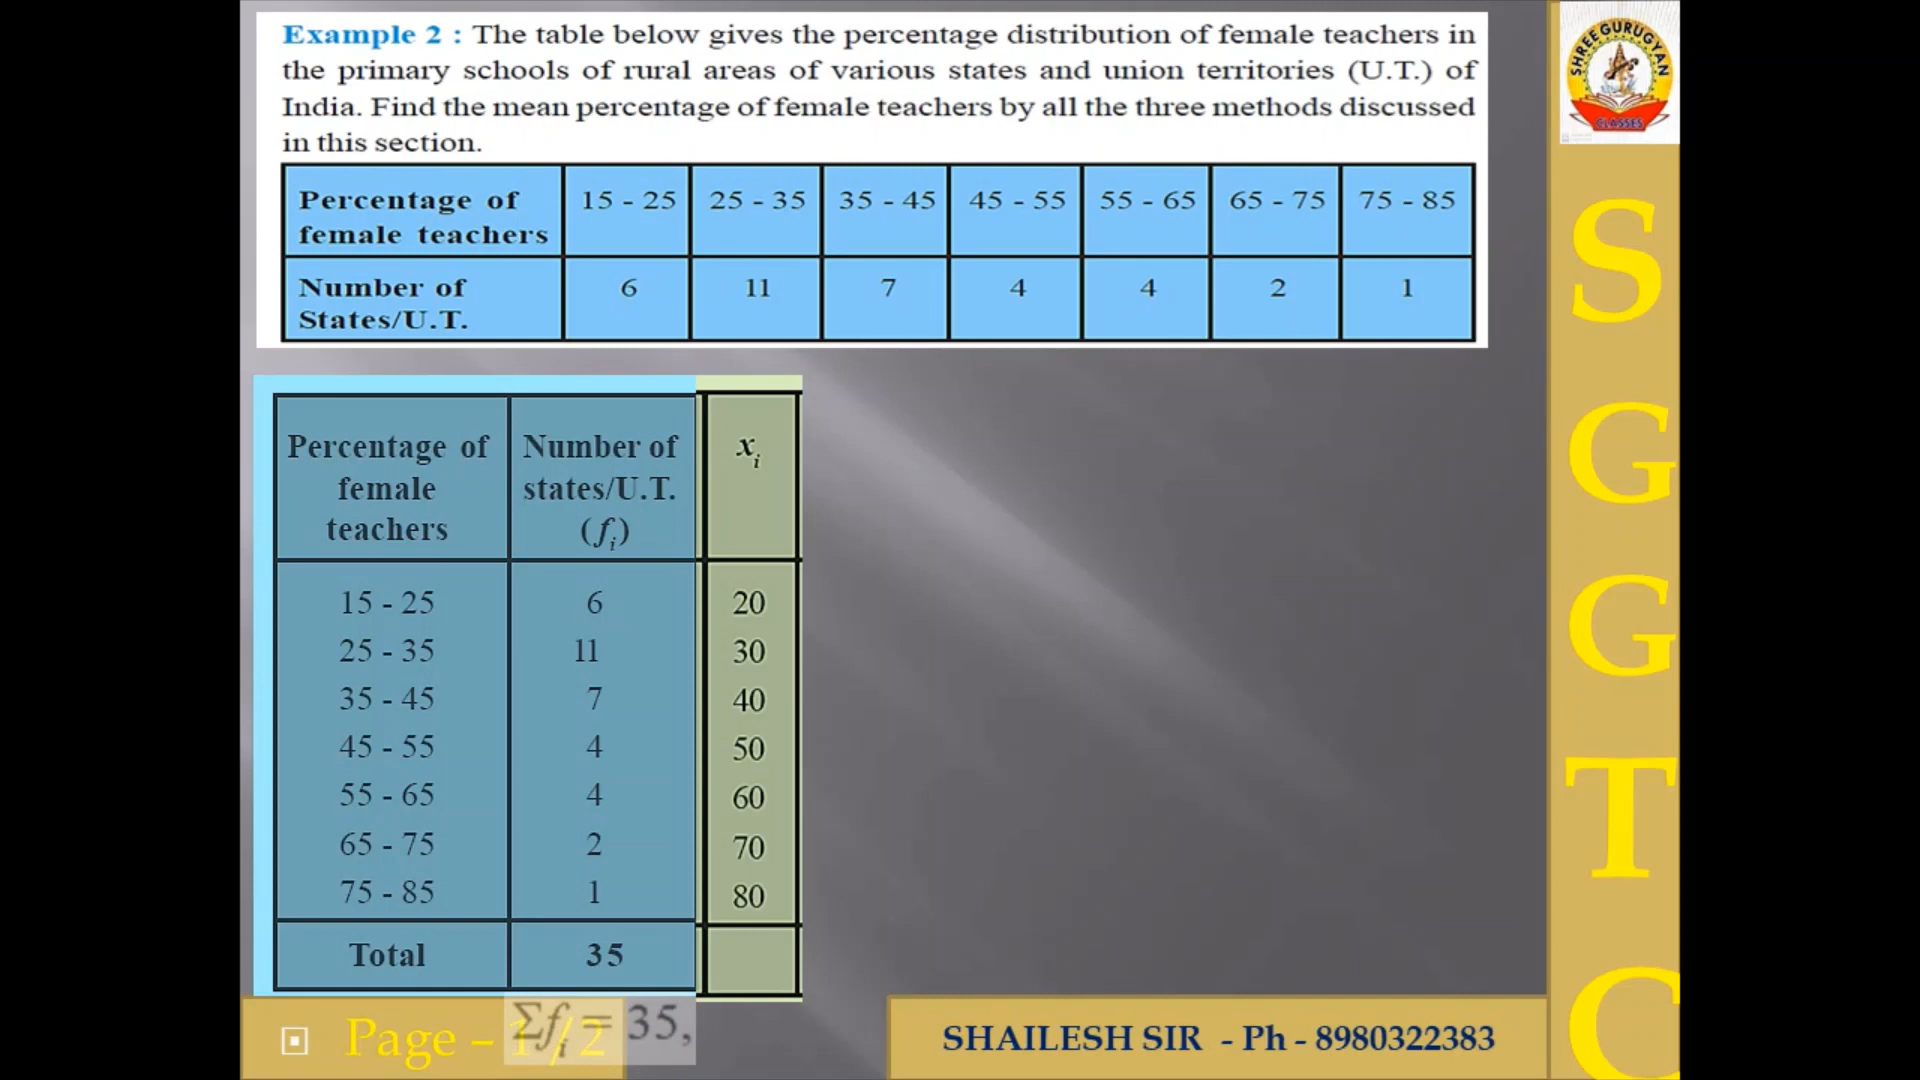 Example 2 : The table below gives the percentage distribution of female teachers in
the primary schools of rural areas of various states and union territories (U.T.) of
India. Find the mean percentage of female teachers by all the three methods discussed
in this section.
Percentage of female teachers 15 - 25 25 - 35 35 - 45 45 - 55 55 - 65 65 - 75 75 - 85
Number of States/U.T. 6 11 7 4 4 2 1
Percentage of female teachers Number of states/U.T. (fᵢ) xᵢ
15 - 25 6 20
25 - 35 11 30
35 - 45 7 40
45 - 55 4 50
55 - 65 4 60
65 - 75 2 70
75 - 85 1 80
Total 35
Σfᵢ = 35,
Page – 1 / 2
SHAILESH SIR - Ph - 8980322383
SHREE GURUGYAN
CLASSES
S
G
G
T
C